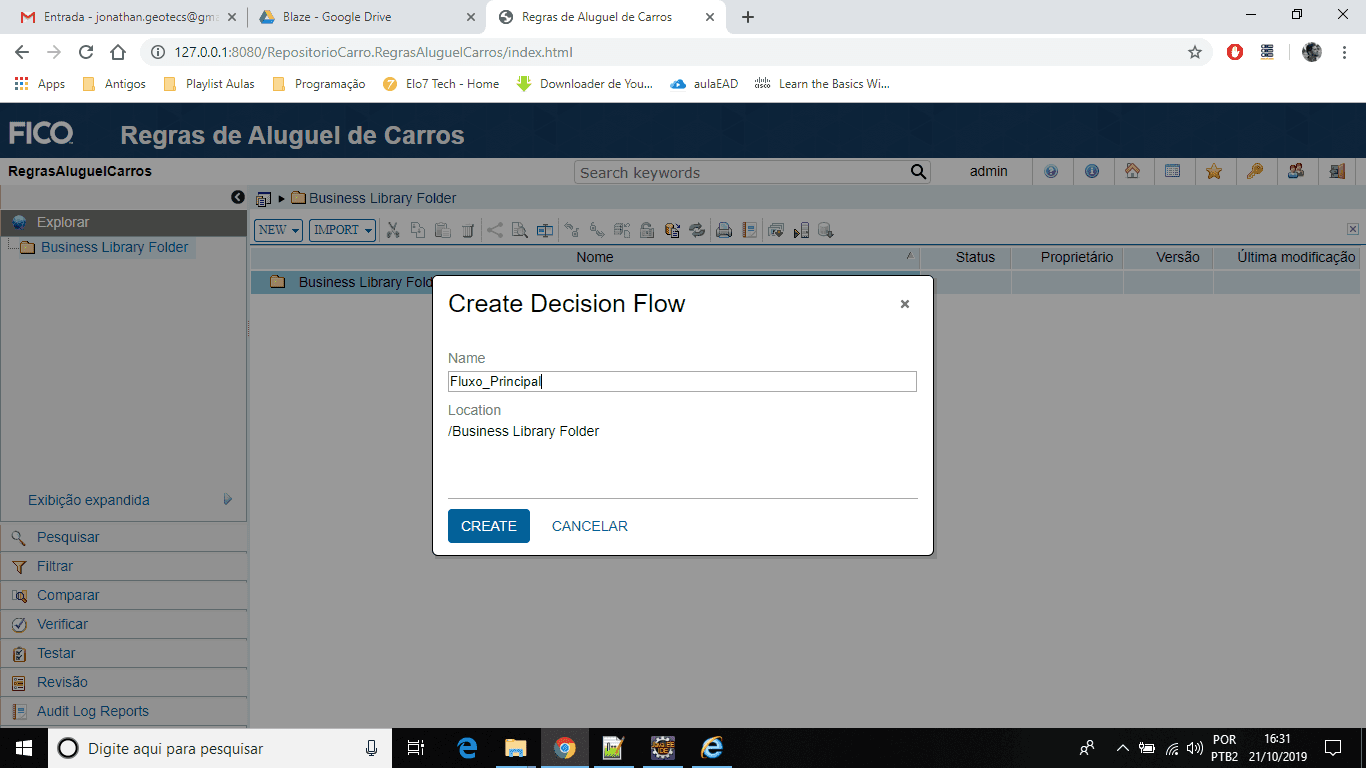 Entrada - jonathan.geotecs@gma
Blaze - Google Drive
Regras de Aluguel de Carros
127.0.0.1:8080/RepositorioCarro.RegrasAluguelCarros/index.html
Apps
Antigos
Playlist Aulas
Programação
Elo7 Tech - Home
Downloader de You...
aulaEAD
Learn the Basics Wi...
FICO
Regras de Aluguel de Carros
RegrasAluguelCarros
Search keywords
admin
Business Library Folder
Explorar
NEW
IMPORT
Business Library Folder
Nome
Status
Proprietário
Versão
Última modificação
Business Library Fold
Create Decision Flow
Name
Fluxo_Principal
Location
/Business Library Folder
CREATE
CANCELAR
Exibição expandida
Pesquisar
Filtrar
Comparar
Verificar
Testar
Revisão
Audit Log Reports
Digite aqui para pesquisar
POR
PTB2
16:31
21/10/2019